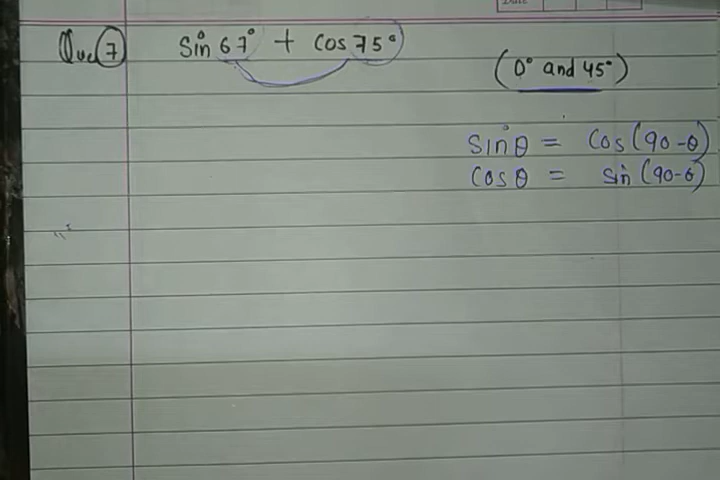 Que 7 Sin 67° + Cos 75°
(0° and 45°)
Sin θ = Cos(90-θ)
Cos θ = Sin (90-θ)